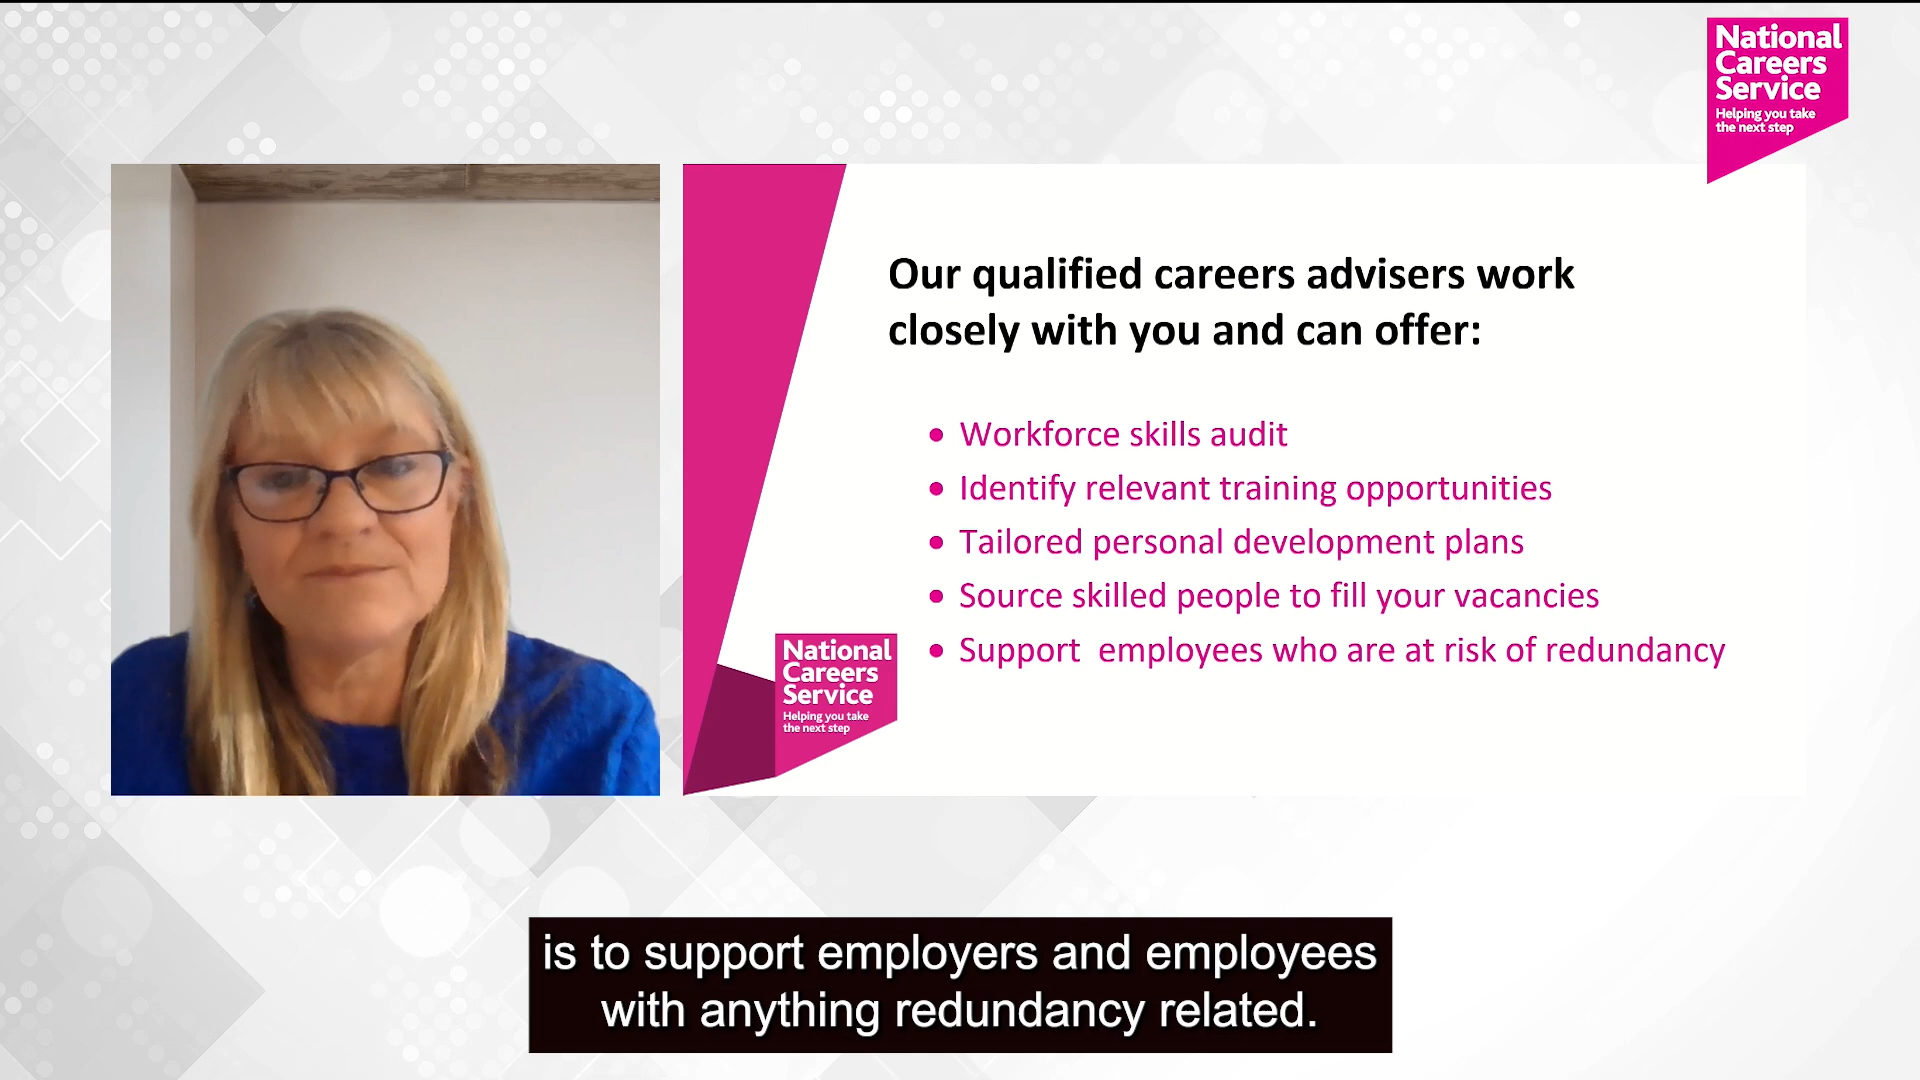 National
Careers
Service
Helping you take
the next step
Our qualified careers advisers work
closely with you and can offer:
• Workforce skills audit
• Identify relevant training opportunities
• Tailored personal development plans
• Source skilled people to fill your vacancies
• Support  employees who are at risk of redundancy
National
Careers
Service
Helping you take
the next step
is to support employers and employees
with anything redundancy related.